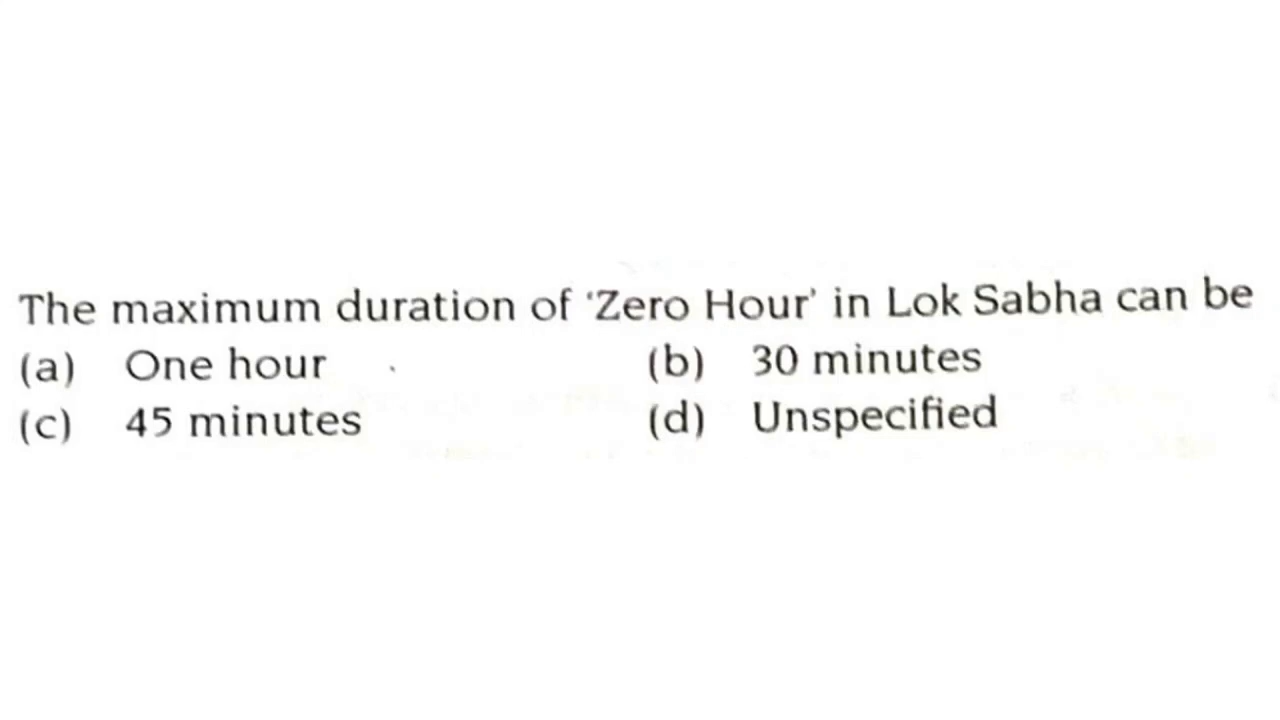 The maximum duration of 'Zero Hour' in Lok Sabha can be
(a) One hour (b) 30 minutes
(c) 45 minutes (d) Unspecified